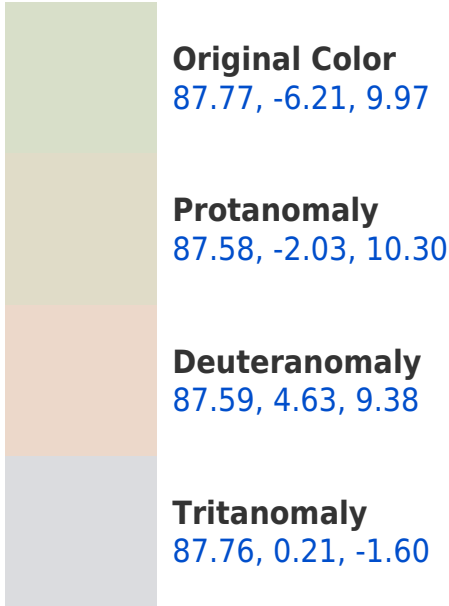 Original Color
87.77, -6.21, 9.97
Protanomaly
87.58, -2.03, 10.30
Deuteranomaly
87.59, 4.63, 9.38
Tritanomaly
87.76, 0.21, -1.60